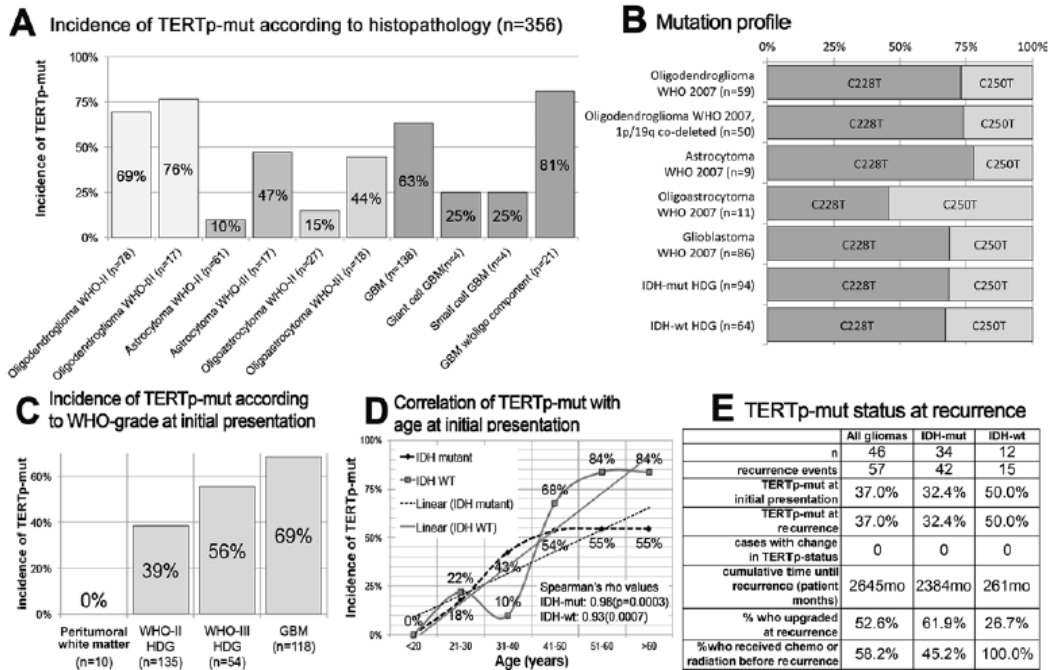 A Incidence of TERTp-mut according to histopathology (n=356)
Incidence of TERTp-mut
100%
75%
50%
25%
0%
69%
76%
10%
47%
15%
44%
63%
25%
25%
81%
Oligodendroglioma WHO-II (n=78)
Oligodendroglioma WHO-III (n=17)
Astrocytoma WHO-II (n=61)
Astrocytoma WHO-III (n=17)
Oligoastrocytoma WHO-II (n=27)
Oligoastrocytoma WHO-III (n=18)
GBM (n=138)
Giant cell GBM(n=4)
Small cell GBM (n=4)
GBM w/oligo component (n=21)
B Mutation profile
0% 25% 50% 75% 100%
Oligodendroglioma
WHO 2007 (n=59)
C228T C250T
Oligodendroglioma WHO 2007,
1p/19q co-deleted (n=50)
C228T C250T
Astrocytoma
WHO 2007 (n=9)
C228T C250T
Oligoastrocytoma
WHO 2007 (n=11)
C228T C250T
Glioblastoma
WHO 2007 (n=86)
C228T C250T
IDH-mut HDG (n=94)
C228T C250T
IDH-wt HDG (n=64)
C228T C250T
C Incidence of TERTp-mut according
to WHO-grade at initial presentation
Incidence of TERTp-mut
60%
40%
20%
0%
0%
39%
56%
69%
Peritumoral
white matter
(n=10)
WHO-II
HDG
(n=135)
WHO-III
HDG
(n=54)
GBM
(n=118)
D Correlation of TERTp-mut with
age at initial presentation
Incidence of TERTp-mut
100%
75%
50%
25%
0%
IDH mutant
IDH WT
Linear (IDH mutant)
Linear (IDH WT)
0%
22%
18%
43%
10%
68%
54%
84%
55%
84%
55%
Spearman's rho values
IDH-mut: 0.98(p=0.0003)
IDH-wt: 0.93(0.0007)
<20 21-30 31-40 41-50 51-60 >60
Age (years)
E TERTp-mut status at recurrence
All gliomas IDH-mut IDH-wt
n 46 34 12
recurrence events 57 42 15
TERTp-mut at
initial presentation 37.0% 32.4% 50.0%
TERTp-mut at
recurrence 37.0% 32.4% 50.0%
cases with change
in TERTp-status 0 0 0
cumulative time until
recurrence (patient
months) 2645mo 2384mo 261mo
% who upgraded
at recurrence 52.6% 61.9% 26.7%
%who received chemo or
radiation before recurrence 58.2% 45.2% 100.0%